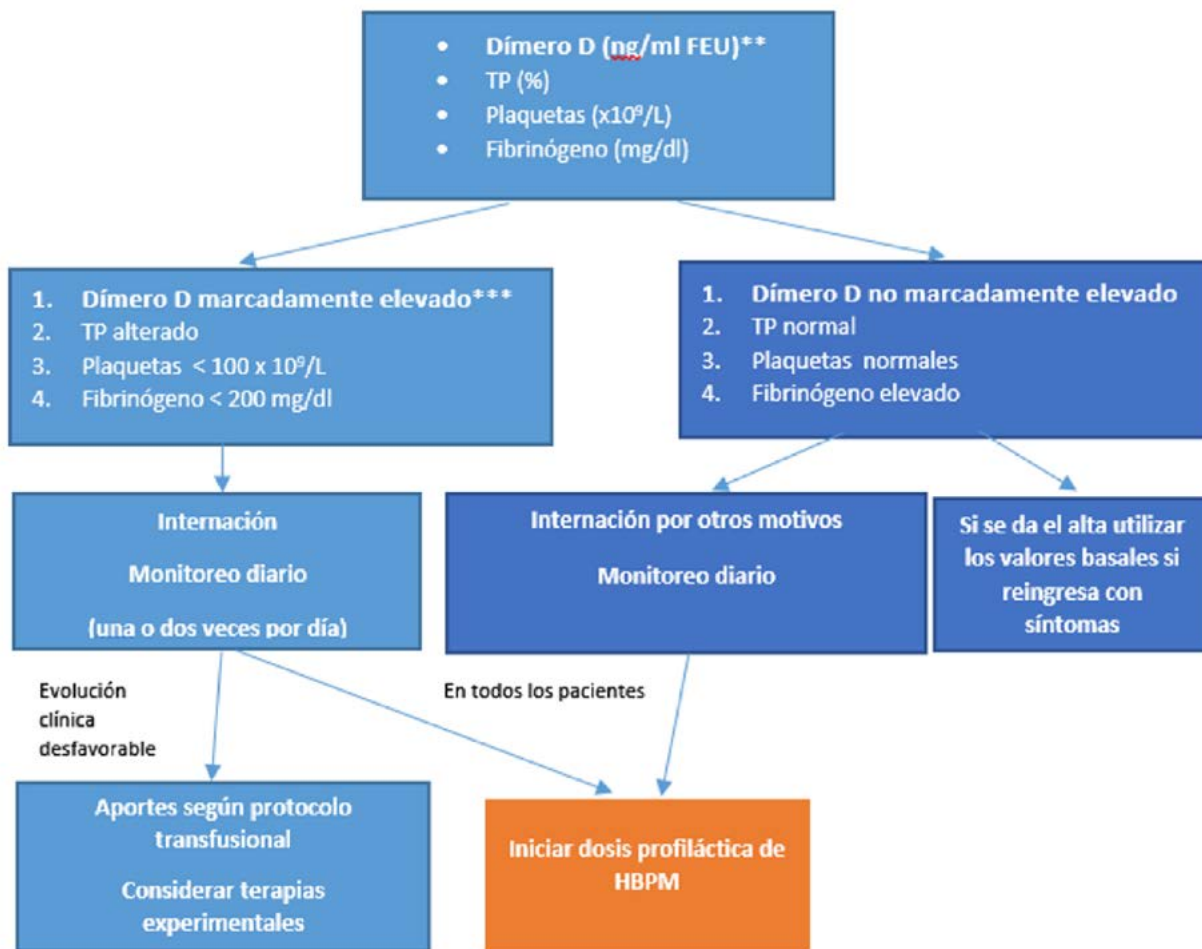 • Dímero D (ng/ml FEU)**
• TP (%)
• Plaquetas (x10⁹/L)
• Fibrinógeno (mg/dl)
1. Dímero D marcadamente elevado***
2. TP alterado
3. Plaquetas < 100 x 10⁹/L
4. Fibrinógeno < 200 mg/dl
1. Dímero D no marcadamente elevado
2. TP normal
3. Plaquetas normales
4. Fibrinógeno elevado
Internación
Monitoreo diario
(una o dos veces por día)
Internación por otros motivos
Monitoreo diario
Si se da el alta utilizar
los valores basales si
reingresa con
síntomas
Evolución
clínica
desfavorable
En todos los pacientes
Aportes según protocolo
transfusional
Considerar terapias
experimentales
Iniciar dosis profiláctica de
HBPM